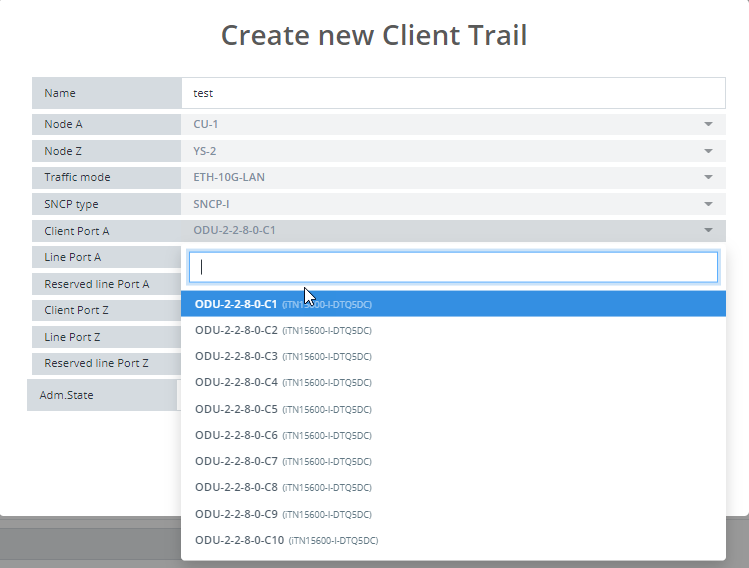 Create new Client Trail
Name test
Node A CU-1
Node Z YS-2
Traffic mode ETH-10G-LAN
SNCP type SNCP-I
Client Port A ODU-2-2-8-0-C1
Line Port A
Reserved line Port A
Client Port Z
Line Port Z
Reserved line Port Z
Adm.State
ODU-2-2-8-0-C1 (iTN15600-I-DTQ5DC)
ODU-2-2-8-0-C2 (iTN15600-I-DTQ5DC)
ODU-2-2-8-0-C3 (iTN15600-I-DTQ5DC)
ODU-2-2-8-0-C4 (iTN15600-I-DTQ5DC)
ODU-2-2-8-0-C5 (iTN15600-I-DTQ5DC)
ODU-2-2-8-0-C6 (iTN15600-I-DTQ5DC)
ODU-2-2-8-0-C7 (iTN15600-I-DTQ5DC)
ODU-2-2-8-0-C8 (iTN15600-I-DTQ5DC)
ODU-2-2-8-0-C9 (iTN15600-I-DTQ5DC)
ODU-2-2-8-0-C10 (iTN15600-I-DTQ5DC)